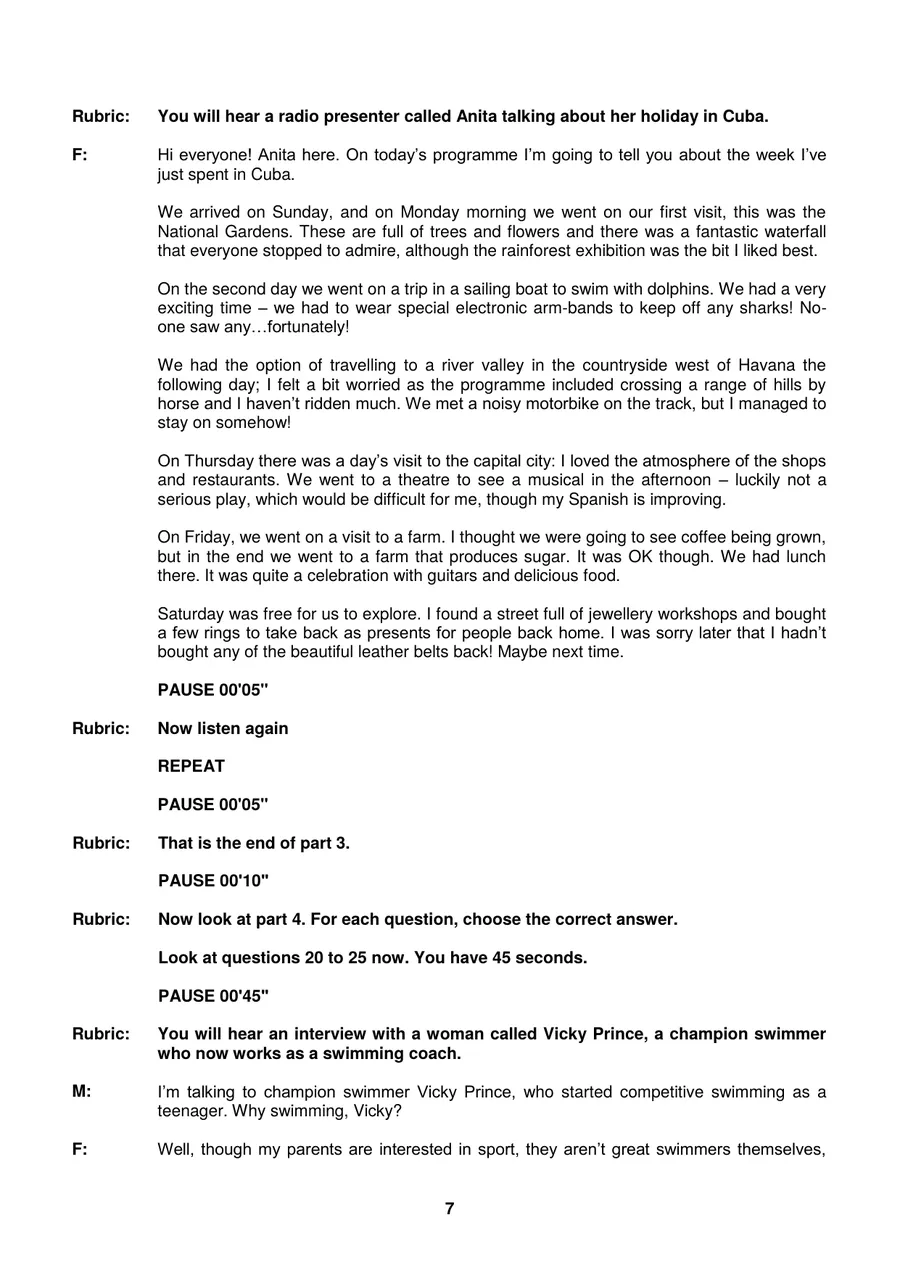 Rubric: You will hear a radio presenter called Anita talking about her holiday in Cuba.
F: Hi everyone! Anita here. On today’s programme I’m going to tell you about the week I’ve
just spent in Cuba.
We arrived on Sunday, and on Monday morning we went on our first visit, this was the
National Gardens. These are full of trees and flowers and there was a fantastic waterfall
that everyone stopped to admire, although the rainforest exhibition was the bit I liked best.
On the second day we went on a trip in a sailing boat to swim with dolphins. We had a very
exciting time – we had to wear special electronic arm-bands to keep off any sharks! No-
one saw any…fortunately!
We had the option of travelling to a river valley in the countryside west of Havana the
following day; I felt a bit worried as the programme included crossing a range of hills by
horse and I haven’t ridden much. We met a noisy motorbike on the track, but I managed to
stay on somehow!
On Thursday there was a day’s visit to the capital city: I loved the atmosphere of the shops
and restaurants. We went to a theatre to see a musical in the afternoon – luckily not a
serious play, which would be difficult for me, though my Spanish is improving.
On Friday, we went on a visit to a farm. I thought we were going to see coffee being grown,
but in the end we went to a farm that produces sugar. It was OK though. We had lunch
there. It was quite a celebration with guitars and delicious food.
Saturday was free for us to explore. I found a street full of jewellery workshops and bought
a few rings to take back as presents for people back home. I was sorry later that I hadn’t
bought any of the beautiful leather belts back! Maybe next time.
PAUSE 00'05"
Rubric: Now listen again
REPEAT
PAUSE 00'05"
Rubric: That is the end of part 3.
PAUSE 00'10"
Rubric: Now look at part 4. For each question, choose the correct answer.
Look at questions 20 to 25 now. You have 45 seconds.
PAUSE 00'45"
Rubric: You will hear an interview with a woman called Vicky Prince, a champion swimmer
who now works as a swimming coach.
M: I’m talking to champion swimmer Vicky Prince, who started competitive swimming as a
teenager. Why swimming, Vicky?
F: Well, though my parents are interested in sport, they aren’t great swimmers themselves,
7